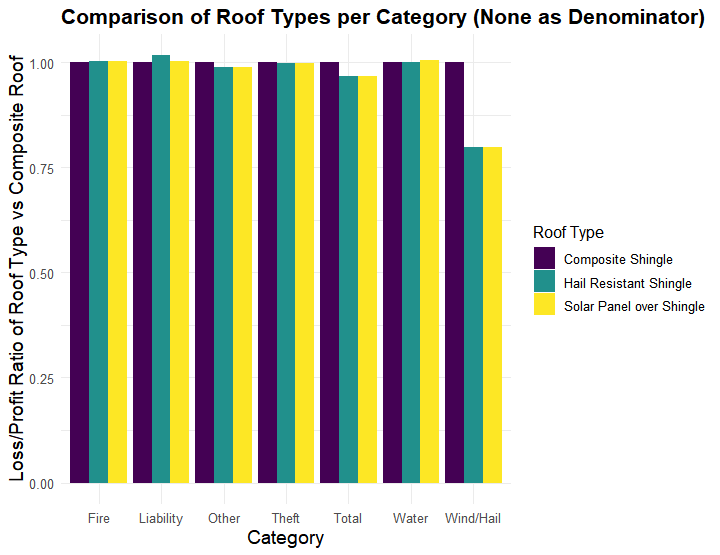 Comparison of Roof Types per Category (None as Denominator)
Loss/Profit Ratio of Roof Type vs Composite Roof
1.00
0.75
0.50
0.25
0.00
Fire Liability Other Theft Total Water Wind/Hail
Category
Roof Type
Composite Shingle
Hail Resistant Shingle
Solar Panel over Shingle